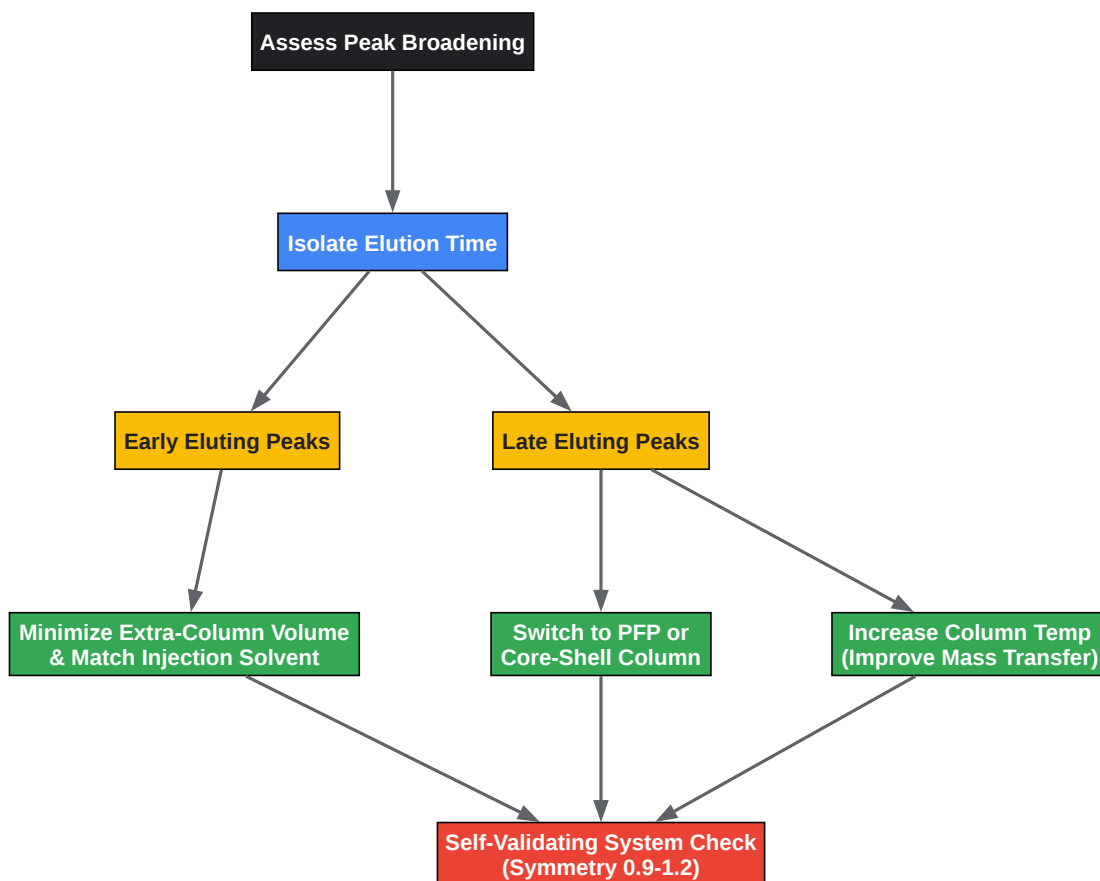 Assess Peak Broadening
Isolate Elution Time
Early Eluting Peaks
Late Eluting Peaks
Minimize Extra-Column Volume
& Match Injection Solvent
Switch to PFP or
Core-Shell Column
Increase Column Temp
(Improve Mass Transfer)
Self-Validating System Check
(Symmetry 0.9-1.2)